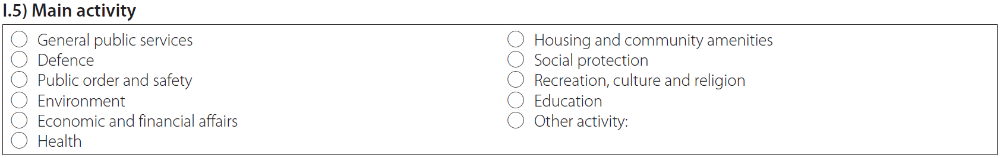 I.5) Main activity
General public services
Defence
Public order and safety
Environment
Economic and financial affairs
Health
Housing and community amenities
Social protection
Recreation, culture and religion
Education
Other activity: